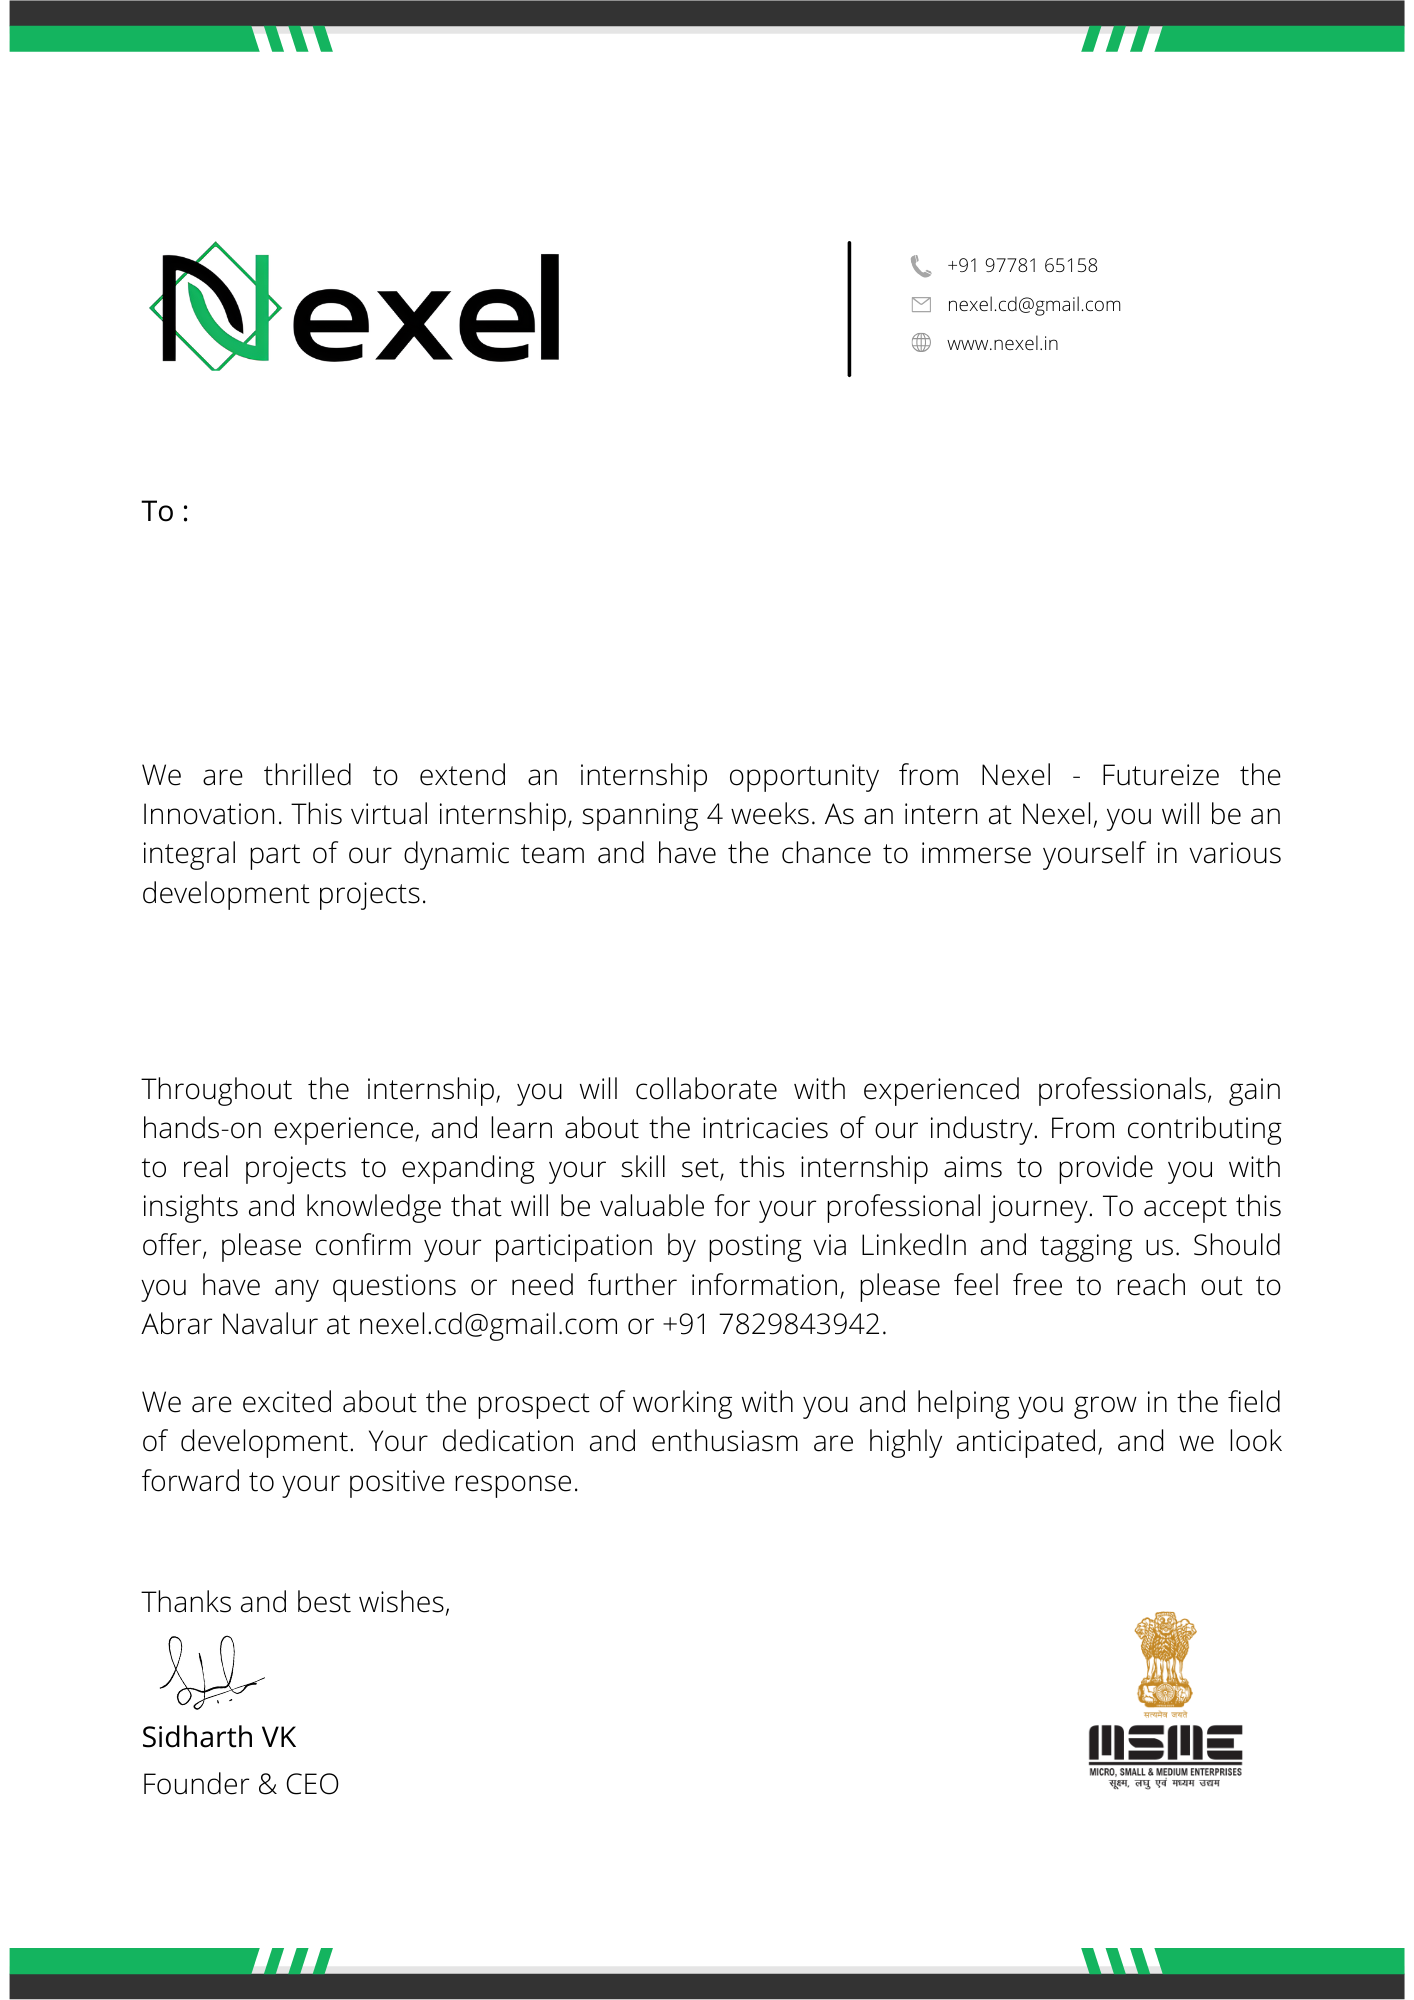 Nexel
+91 97781 65158
nexel.cd@gmail.com
www.nexel.in
To :
We are thrilled to extend an internship opportunity from Nexel - Futureize the
Innovation. This virtual internship, spanning 4 weeks. As an intern at Nexel, you will be an
integral part of our dynamic team and have the chance to immerse yourself in various
development projects.
Throughout the internship, you will collaborate with experienced professionals, gain
hands-on experience, and learn about the intricacies of our industry. From contributing
to real projects to expanding your skill set, this internship aims to provide you with
insights and knowledge that will be valuable for your professional journey. To accept this
offer, please confirm your participation by posting via LinkedIn and tagging us. Should
you have any questions or need further information, please feel free to reach out to
Abrar Navalur at nexel.cd@gmail.com or +91 7829843942.
We are excited about the prospect of working with you and helping you grow in the field
of development. Your dedication and enthusiasm are highly anticipated, and we look
forward to your positive response.
Thanks and best wishes,
Sidharth VK
Founder & CEO
सत्यमेव जयते
MSME
MICRO, SMALL & MEDIUM ENTERPRISES
सूक्ष्म, लघु एवं मध्यम उद्यम